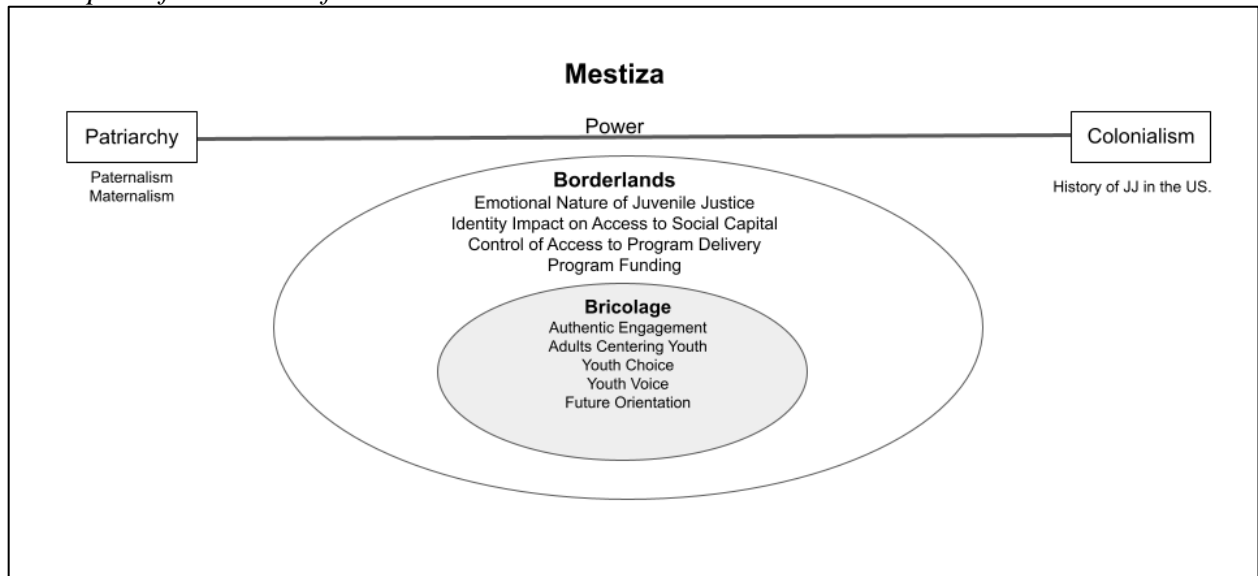 Mestiza
Power
Patriarchy
Paternalism
Maternalism
Colonialism
History of JJ in the US.
Borderlands
Emotional Nature of Juvenile Justice
Identity Impact on Access to Social Capital
Control of Access to Program Delivery
Program Funding
Bricolage
Authentic Engagement
Adults Centering Youth
Youth Choice
Youth Voice
Future Orientation